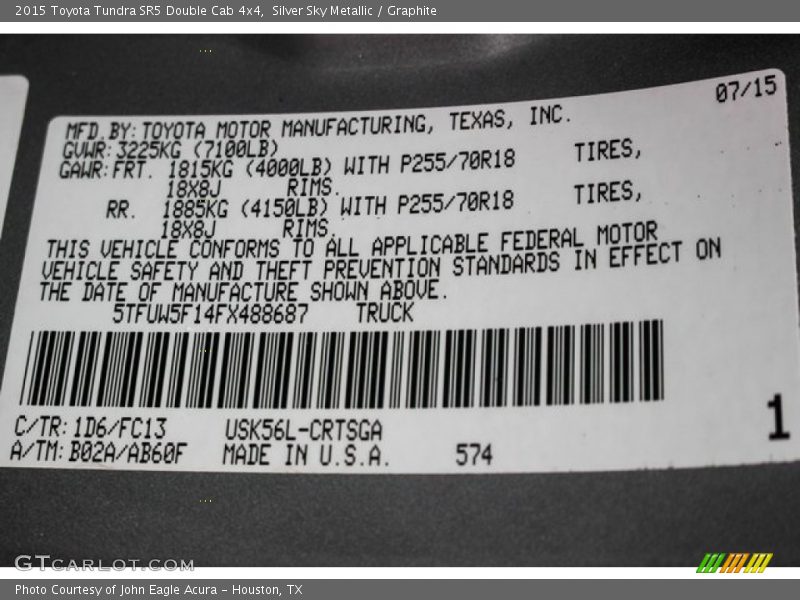 2015 Toyota Tundra SR5 Double Cab 4x4, Silver Sky Metallic / Graphite
07/15
MFD.BY:TOYOTA MOTOR MANUFACTURING, TEXAS, INC.
GVWR:3225KG (7100LB)
GAWR:FRT. 1815KG (4000LB) WITH P255/70R18 TIRES,
18X8J RIMS.
RR. 1885KG (4150LB) WITH P255/70R18 TIRES,
18X8J RIMS.
THIS VEHICLE CONFORMS TO ALL APPLICABLE FEDERAL MOTOR
VEHICLE SAFETY AND THEFT PREVENTION STANDARDS IN EFFECT ON
THE DATE OF MANUFACTURE SHOWN ABOVE.
5TFUW5F14FX488687 TRUCK
C/TR:1D6/FC13 USK56L-CRTSGA
A/TM:B02A/AB60F MADE IN U.S.A. 574
1
GTCARLOT.COM
Photo Courtesy of John Eagle Acura - Houston, TX